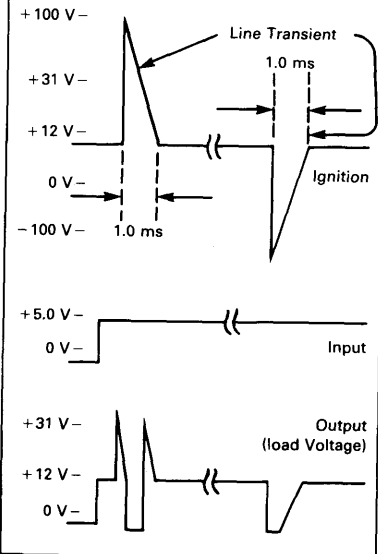 +100 V–
Line Transient
+31 V–
1.0 ms
+12 V–
0 V–
Ignition
–100 V–
1.0 ms
+5.0 V–
0 V–
Input
+31 V–
Output
(load Voltage)
+12 V–
0 V–